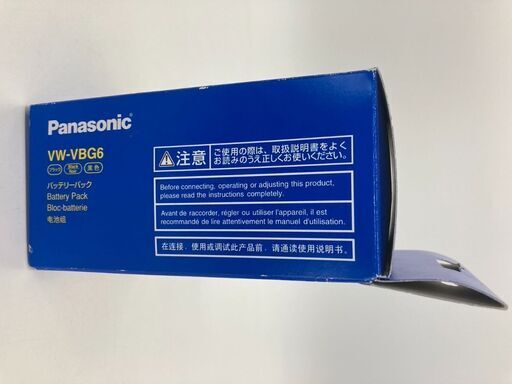 Panasonic
VW-VBG6
ブラック Black Noir 黒色
バッテリーパック
Battery Pack
Bloc-batterie
电池组
注意
ご使用の際は、取扱説明書をよく
お読みのうえ正しくお使いください。
Before connecting, operating or adjusting this product,
please read the instructions completely.
Avant de raccorder, régler ou utiliser l'appareil, il est
recommandé de lire attentivement le manuel d'utilisation.
在连接，使用或调试此产品前，请通读使用说明书。